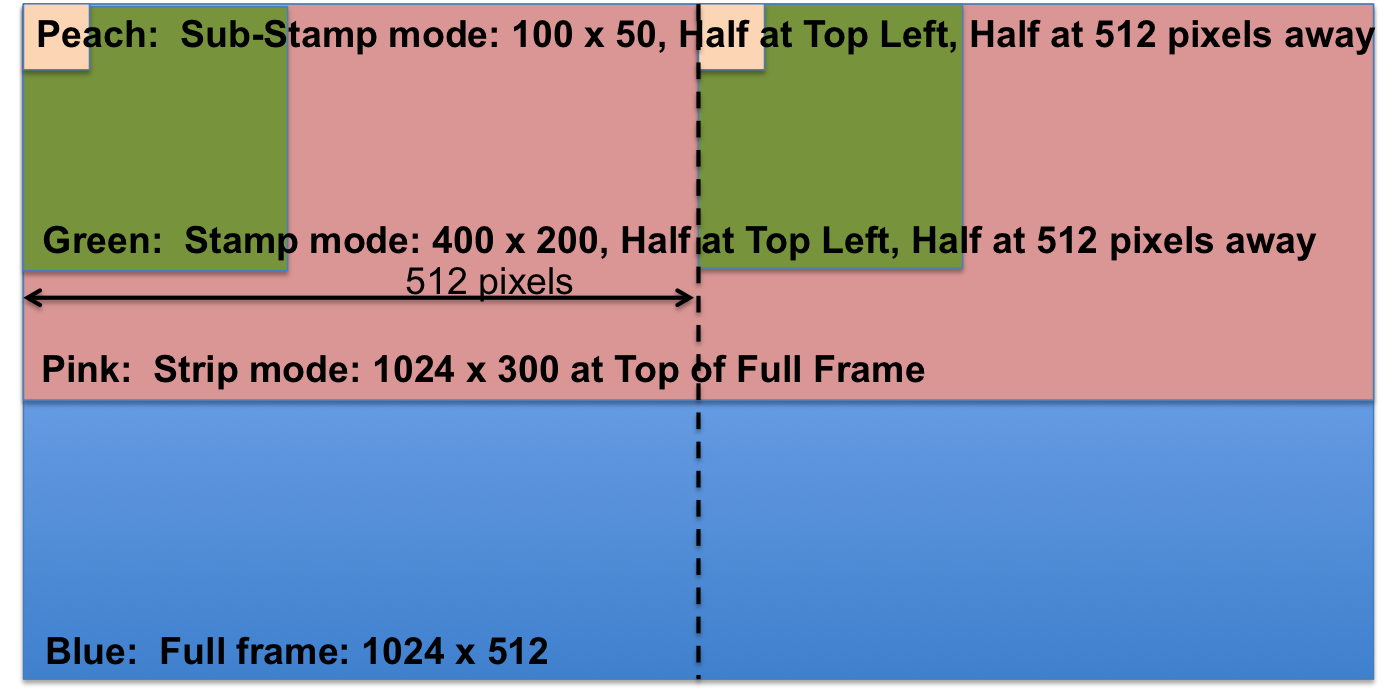 Peach:  Sub-Stamp mode: 100 x 50, Half at Top Left, Half at 512 pixels away
Green:  Stamp mode: 400 x 200, Half at Top Left, Half at 512 pixels away
512 pixels
Pink:  Strip mode: 1024 x 300 at Top of Full Frame
Blue:  Full frame: 1024 x 512